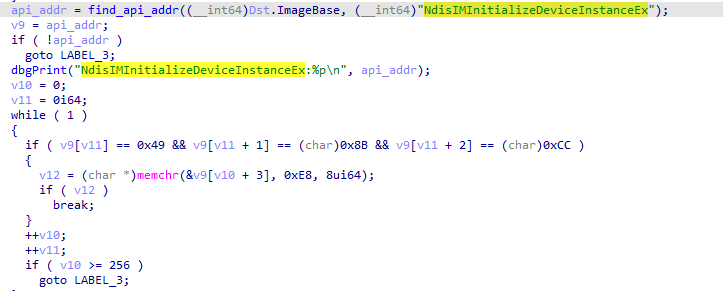 api_addr = find_api_addr((__int64)Dst.ImageBase, (__int64)"NdisIMInitializeDeviceInstanceEx");
v9 = api_addr;
if ( !api_addr )
goto LABEL_3;
dbgPrint("NdisIMInitializeDeviceInstanceEx:%p\n", api_addr);
v10 = 0;
v11 = 0i64;
while ( 1 )
{
if ( v9[v11] == 0x49 && v9[v11 + 1] == (char)0x8B && v9[v11 + 2] == (char)0xCC )
{
v12 = (char *)memchr(&v9[v10 + 3], 0xE8, 8ui64);
if ( v12 )
break;
}
++v10;
++v11;
if ( v10 >= 256 )
goto LABEL_3;